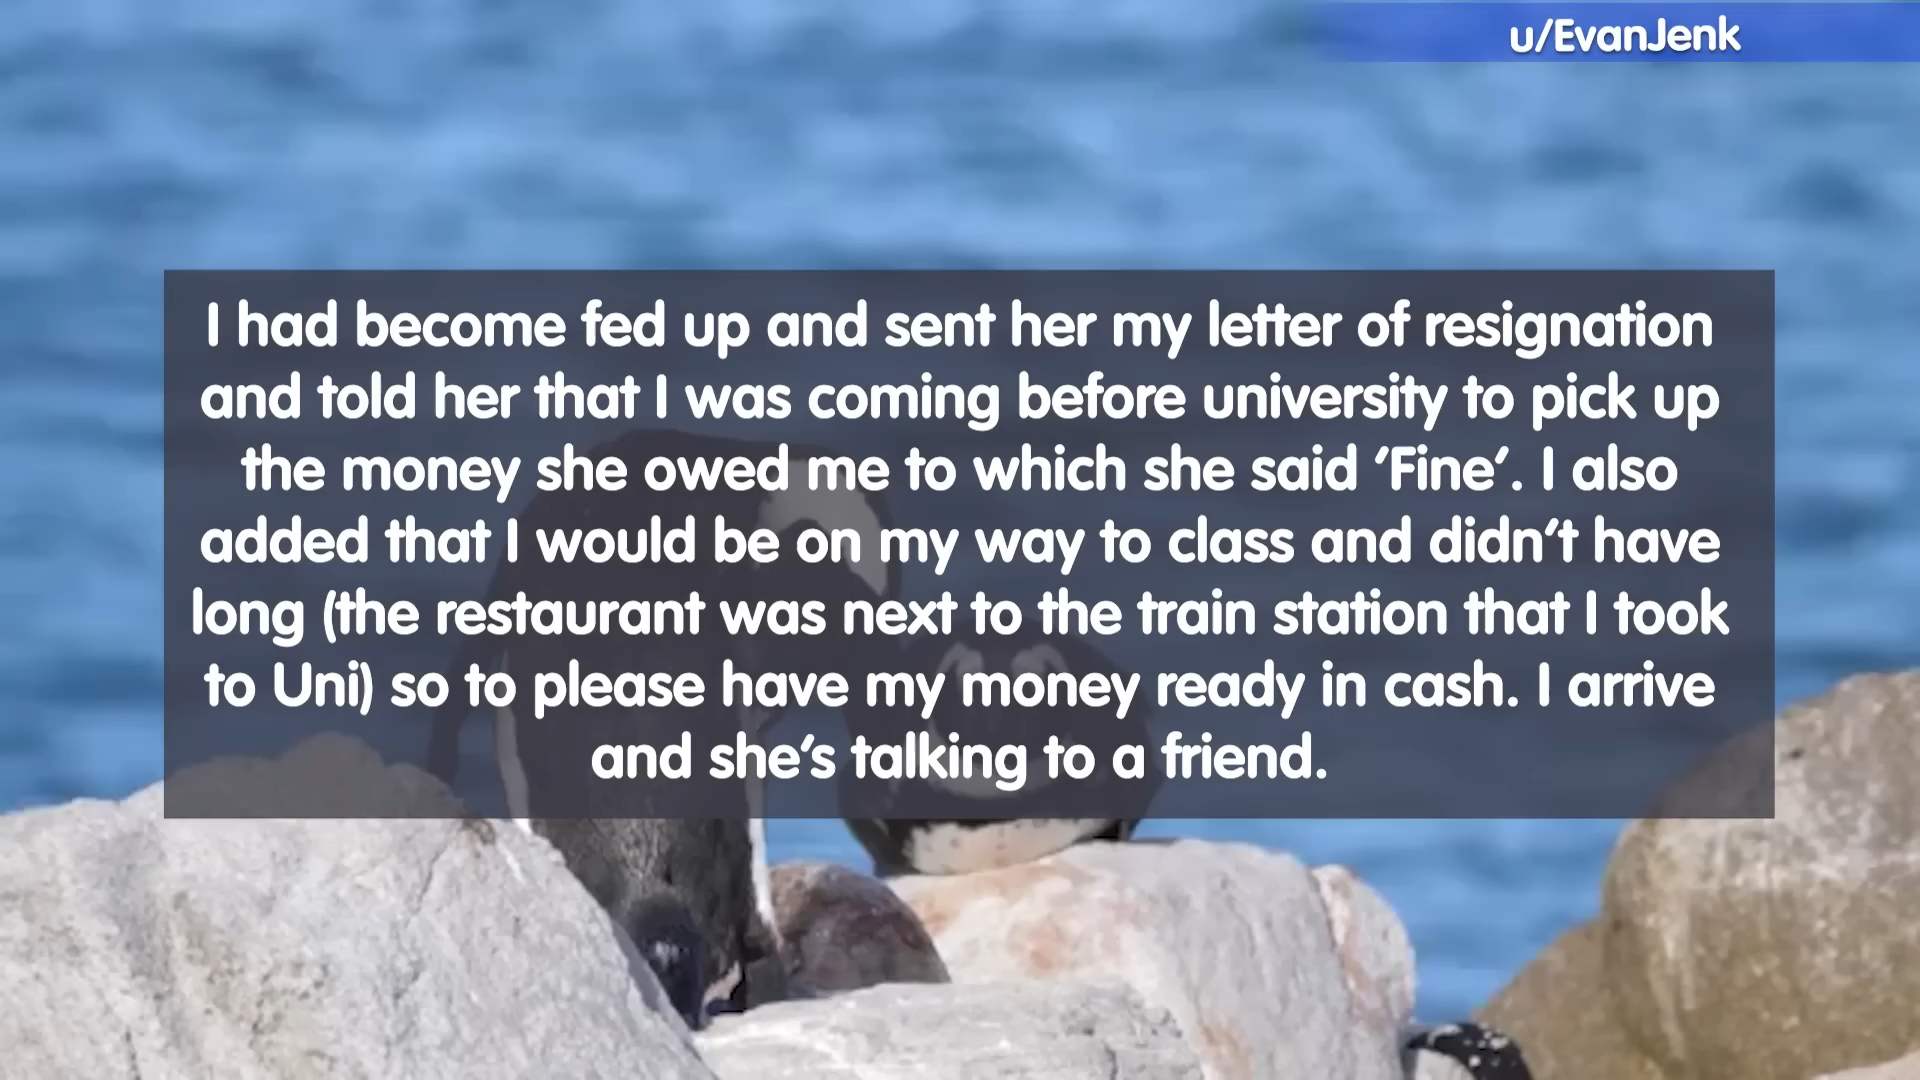 u/EvanJenk
I had become fed up and sent her my letter of resignation
and told her that I was coming before university to pick up
the money she owed me to which she said ‘Fine’. I also
added that I would be on my way to class and didn’t have
long (the restaurant was next to the train station that I took
to Uni) so to please have my money ready in cash. I arrive
and she’s talking to a friend.